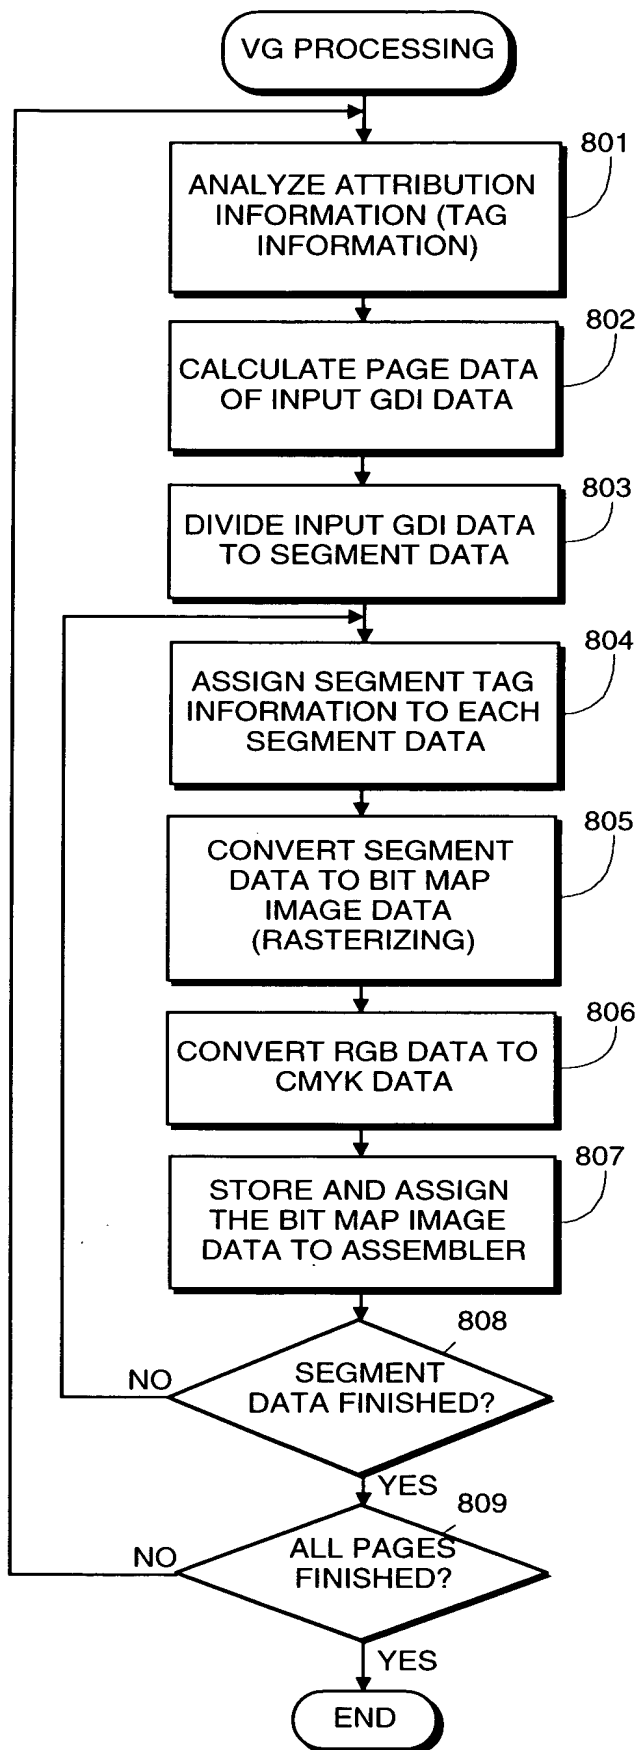 VG PROCESSING
801
ANALYZE ATTRIBUTION
INFORMATION (TAG
INFORMATION)
802
CALCULATE PAGE DATA
OF INPUT GDI DATA
803
DIVIDE INPUT GDI DATA
TO SEGMENT DATA
804
ASSIGN SEGMENT TAG
INFORMATION TO EACH
SEGMENT DATA
805
CONVERT SEGMENT
DATA TO BIT MAP
IMAGE DATA
(RASTERIZING)
806
CONVERT RGB DATA TO
CMYK DATA
807
STORE AND ASSIGN
THE BIT MAP IMAGE
DATA TO ASSEMBLER
808
NO
SEGMENT
DATA FINISHED?
YES
809
NO
ALL PAGES
FINISHED?
YES
END